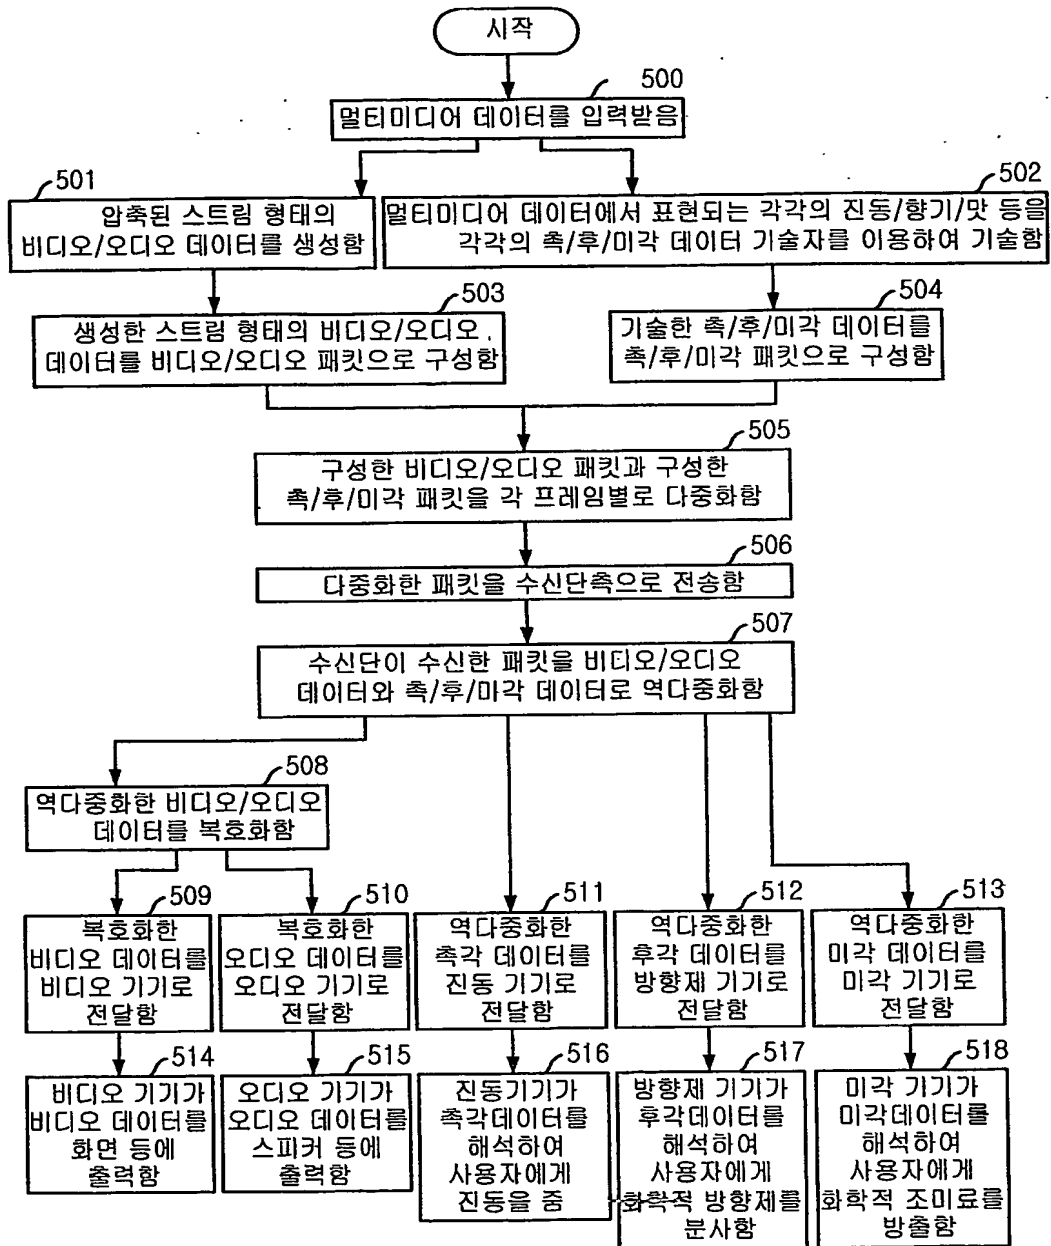 시작
500
멀티미디어 데이터를 입력받음
501
압축된 스트림 형태의
비디오/오디오 데이터를 생성함
502
멀티미디어 데이터에서 표현되는 각각의 진동/향기/맛 등을
각각의 촉/후/미각 데이터 기술자를 이용하여 기술함
503
생성한 스트림 형태의 비디오/오디오
데이터를 비디오/오디오 패킷으로 구성함
504
기술한 촉/후/미각 데이터를
촉/후/미각 패킷으로 구성함
505
구성한 비디오/오디오 패킷과 구성한
촉/후/미각 패킷을 각 프레임별로 다중화함
506
다중화한 패킷을 수신단측으로 전송함
507
수신단이 수신한 패킷을 비디오/오디오
데이터와 촉/후/미각 데이터로 역다중화함
508
역다중화한 비디오/오디오
데이터를 복호화함
509
복호화한
비디오 데이터를
비디오 기기로
전달함
510
복호화한
오디오 데이터를
오디오 기기로
전달함
511
역다중화한
촉각 데이터를
진동 기기로
전달함
512
역다중화한
후각 데이터를
방향제 기기로
전달함
513
역다중화한
미각 데이터를
미각 기기로
전달함
514
비디오 기기가
비디오 데이터를
화면 등에
출력함
515
오디오 기기가
오디오 데이터를
스피커 등에
출력함
516
진동기기가
촉각데이터를
해석하여
사용자에게
진동을 줌
517
방향제 기기가
후각데이터를
해석하여
사용자에게
화학적 방향제를
분사함
518
미각 기기가
미각데이터를
해석하여
사용자에게
화학적 조미료를
방출함